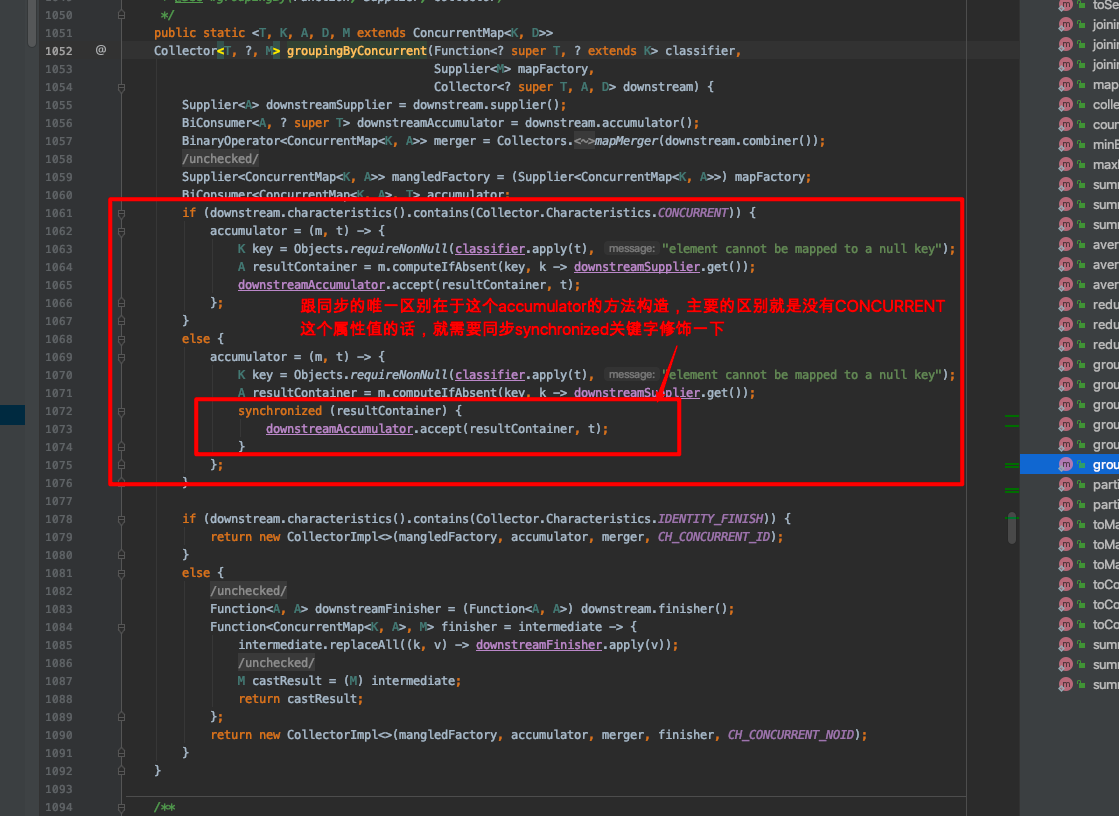 1050 */
1051 public static <T, K, A, D, M extends ConcurrentMap<K, D>>
1052 @ Collector<T, ?, M> groupingByConcurrent(Function<? super T, ? extends K> classifier,
1053 Supplier<M> mapFactory,
1054 Collector<? super T, A, D> downstream) {
1055 Supplier<A> downstreamSupplier = downstream.supplier();
1056 BiConsumer<A, ? super T> downstreamAccumulator = downstream.accumulator();
1057 BinaryOperator<ConcurrentMap<K, A>> merger = Collectors.<~>mapMerger(downstream.combiner());
1058 /unchecked/
1059 Supplier<ConcurrentMap<K, A>> mangledFactory = (Supplier<ConcurrentMap<K, A>>) mapFactory;
1060 BiConsumer<ConcurrentMap<K, A>, T> accumulator;
1061 if (downstream.characteristics().contains(Collector.Characteristics.CONCURRENT)) {
1062 accumulator = (m, t) -> {
1063 K key = Objects.requireNonNull(classifier.apply(t), message: "element cannot be mapped to a null key");
1064 A resultContainer = m.computeIfAbsent(key, k -> downstreamSupplier.get());
1065 downstreamAccumulator.accept(resultContainer, t);
1066 };
跟同步的唯一区别在于这个accumulator的方法构造，主要的区别就是没有CONCURRENT
1067 }
这个属性值的话，就需要同步synchronized关键字修饰一下
1068 else {
1069 accumulator = (m, t) -> {
1070 K key = Objects.requireNonNull(classifier.apply(t), message: "element cannot be mapped to a null key");
1071 A resultContainer = m.computeIfAbsent(key, k -> downstreamSupplier.get());
1072 synchronized (resultContainer) {
1073 downstreamAccumulator.accept(resultContainer, t);
1074 }
1075 };
1076 }
1077
1078 if (downstream.characteristics().contains(Collector.Characteristics.IDENTITY_FINISH)) {
1079 return new CollectorImpl<>(mangledFactory, accumulator, merger, CH_CONCURRENT_ID);
1080 }
1081 else {
1082 /unchecked/
1083 Function<A, A> downstreamFinisher = (Function<A, A>) downstream.finisher();
1084 Function<ConcurrentMap<K, A>, M> finisher = intermediate -> {
1085 intermediate.replaceAll((k, v) -> downstreamFinisher.apply(v));
1086 /unchecked/
1087 M castResult = (M) intermediate;
1088 return castResult;
1089 };
1090 return new CollectorImpl<>(mangledFactory, accumulator, merger, finisher, CH_CONCURRENT_NOID);
1091 }
1092 }
1093
1094 /**
m toSe
m joinin
m joinin
m map
m colle
m coun
m minB
m maxB
m sum
m sum
m sum
m aver
m aver
m aver
m redu
m redu
m redu
m grou
m grou
m grou
m grou
m grou
m grou
m parti
m parti
m toMa
m toMa
m toMa
m toCo
m toCo
m toCo
m sum
m sum
m sum